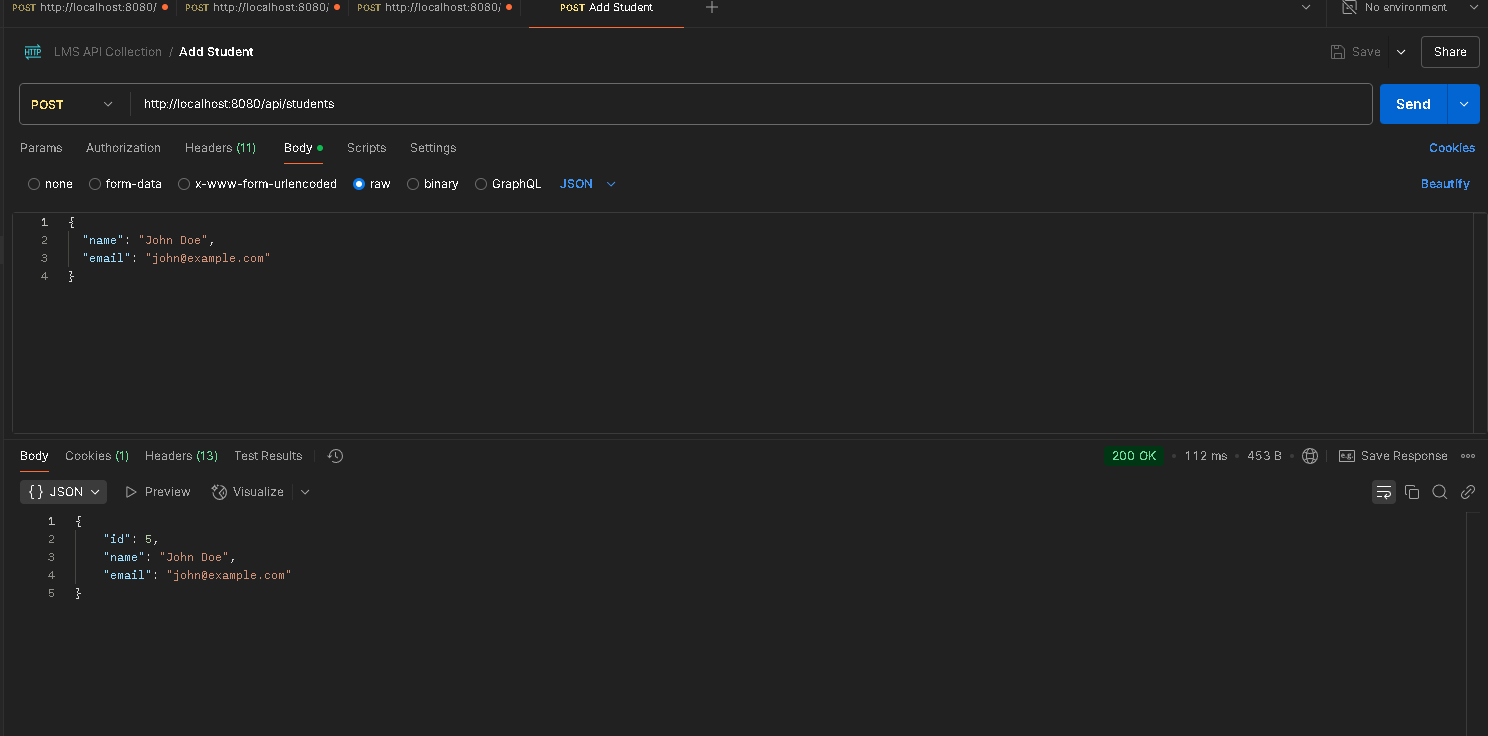 POST http://localhost:8080/ POST http://localhost:8080/ POST http://localhost:8080/ POST Add Student No environment
HTTP LMS API Collection / Add Student Save Share
POST http://localhost:8080/api/students Send
Params Authorization Headers (11) Body Scripts Settings Cookies
none form-data x-www-form-urlencoded raw binary GraphQL JSON Beautify
1 {
2 "name": "John Doe",
3 "email": "john@example.com"
4 }
Body Cookies (1) Headers (13) Test Results 200 OK • 112 ms • 453 B • e.g. Save Response
{} JSON Preview Visualize
1 {
2 "id": 5,
3 "name": "John Doe",
4 "email": "john@example.com"
5 }